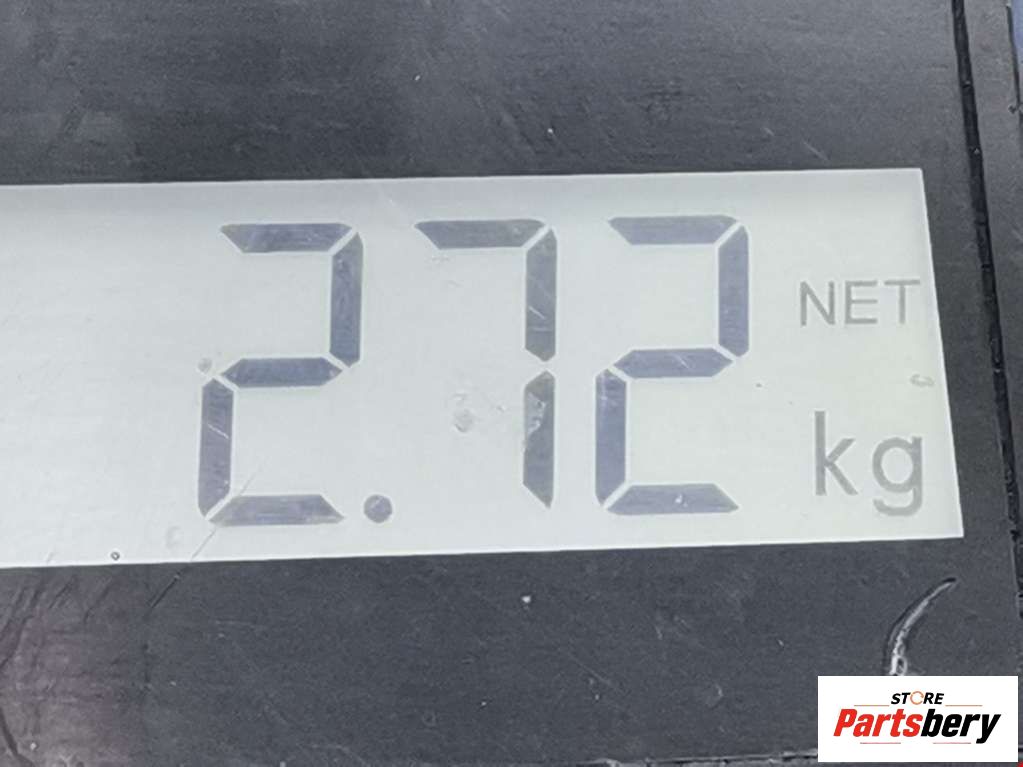 2.72 NET
kg
STORE
Partsbery